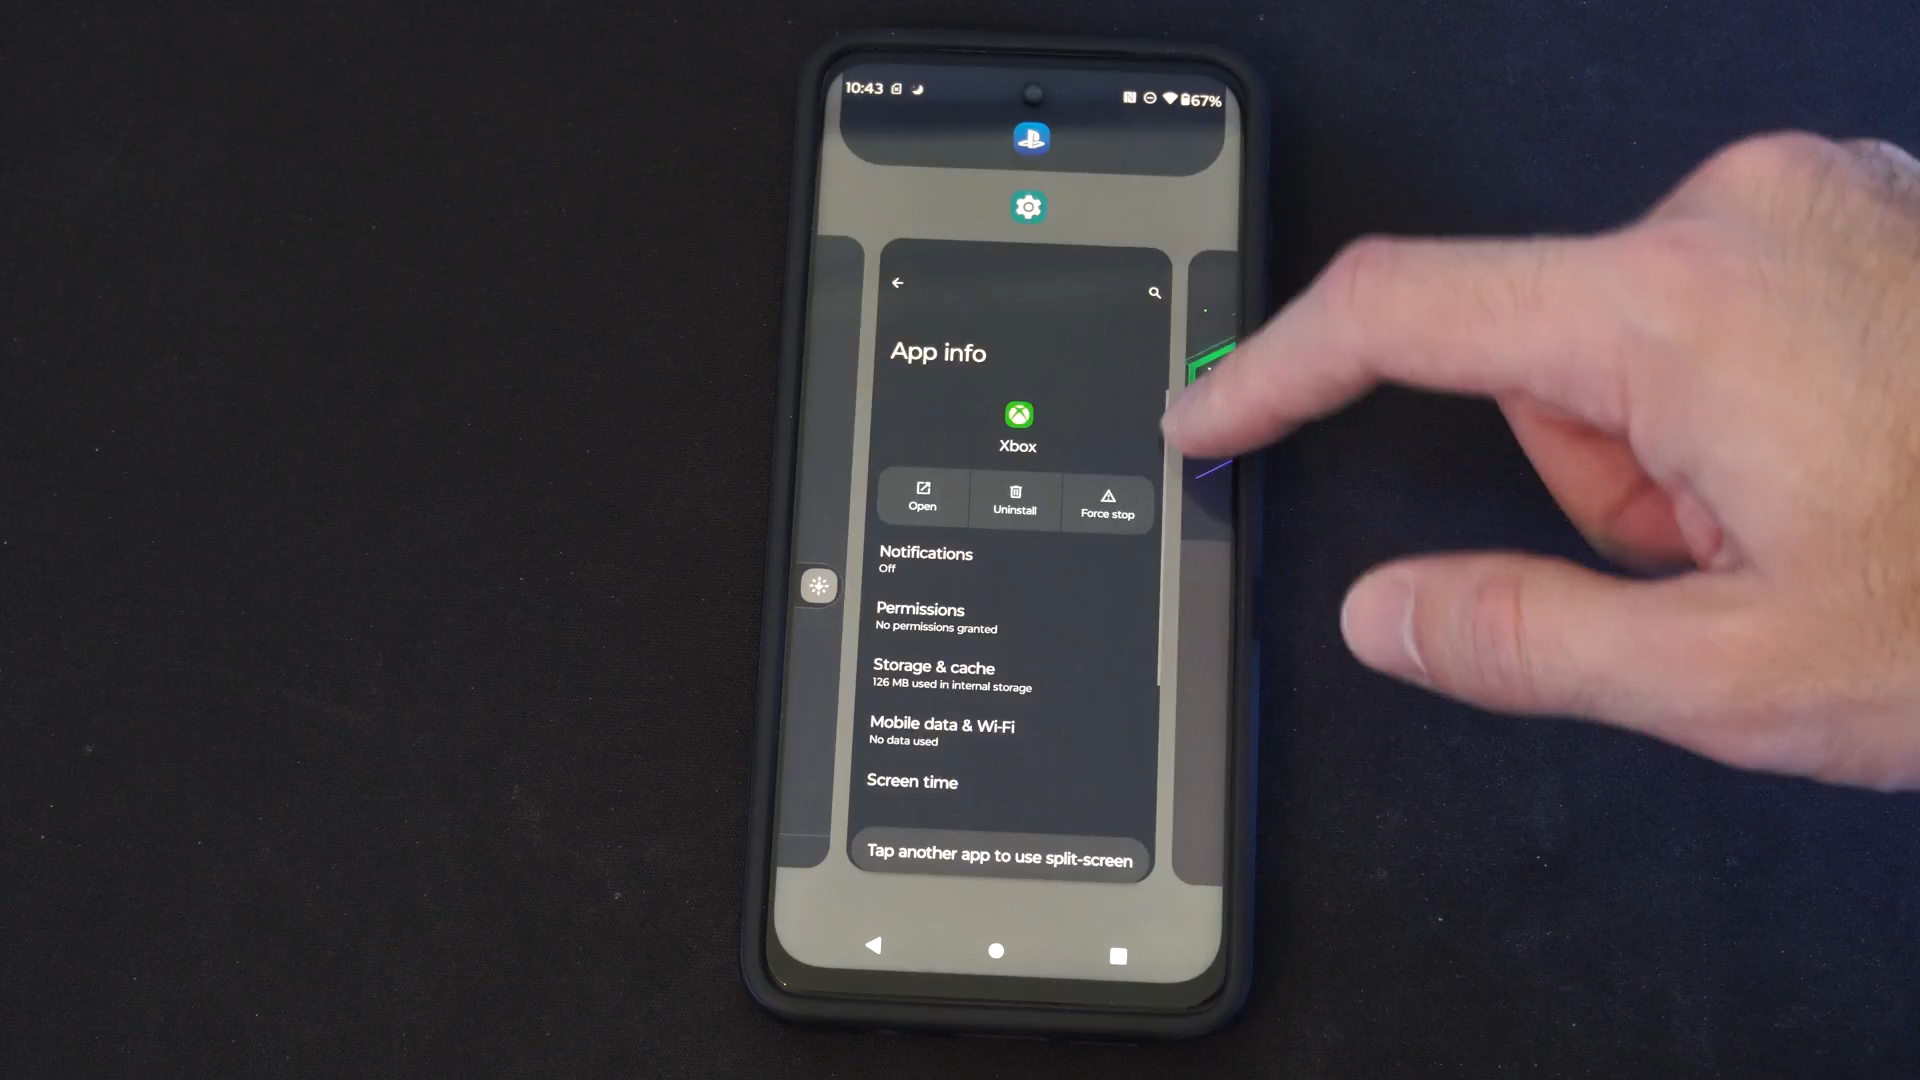 10:43
67%
App info
Xbox
Open
Uninstall
Force stop
Notifications
Off
Permissions
No permissions granted
Storage & cache
126 MB used in internal storage
Mobile data & Wi-Fi
No data used
Screen time
Tap another app to use split-screen